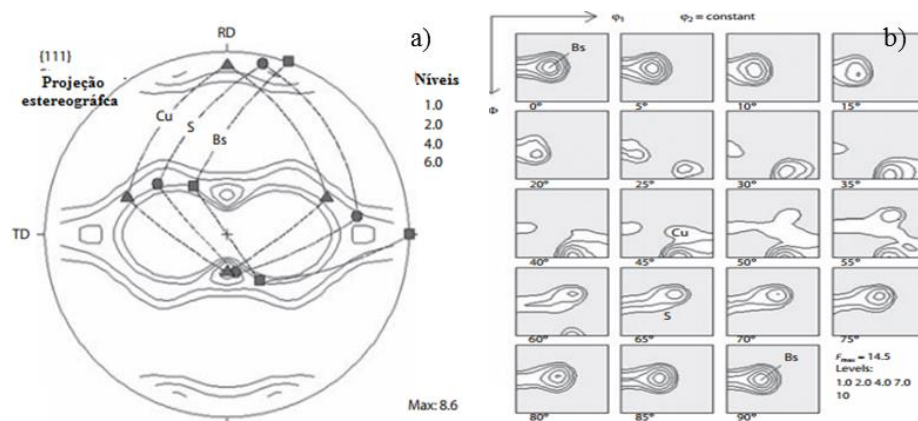 RD
a)
{111}
Projeção
estereográfca
Níveis
1.0
2.0
4.0
6.0
Cu
S
Bs
TD
Max: 8.6
φ₁
φ₂ = constant
b)
Φ
Bs
0° 5° 10° 15°
20° 25° 30° 35°
Cu
40° 45° 50° 55°
S
60° 65° 70° 75°
Fmax = 14.5
Levels:
1.0 2.0 4.0 7.0
10
Bs
80° 85° 90°